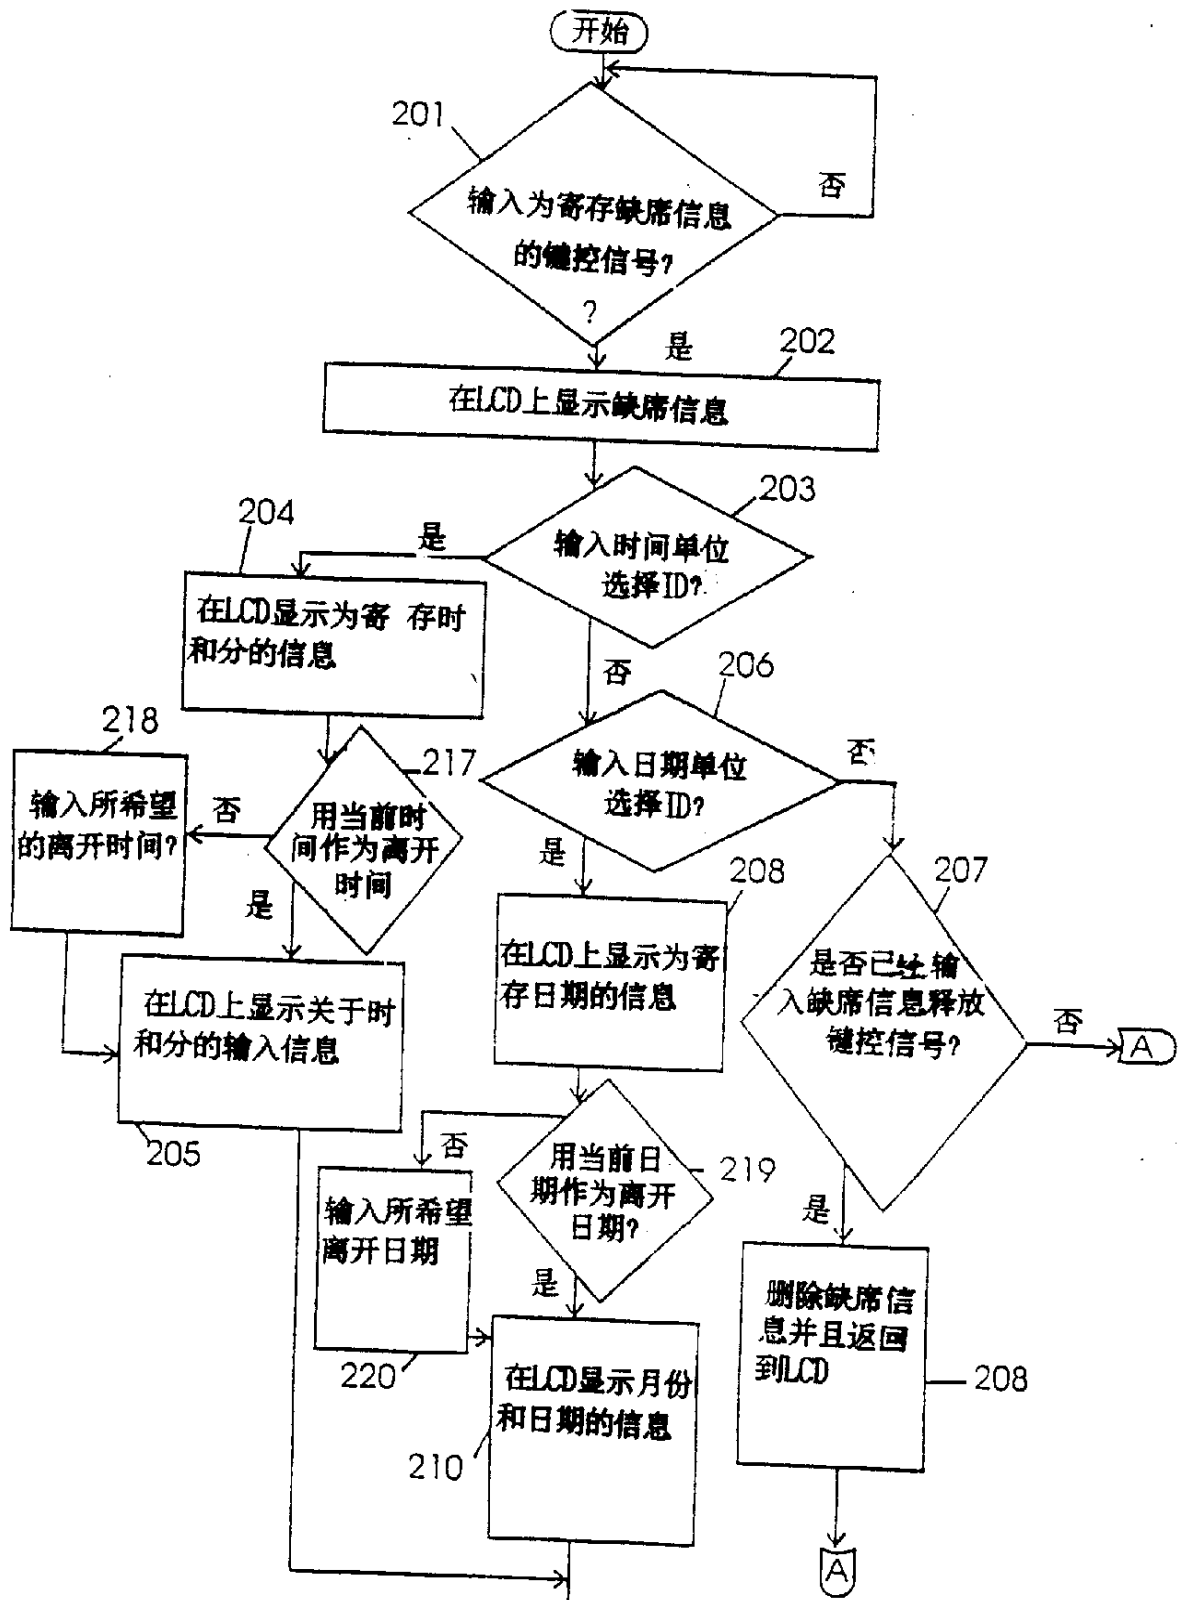 开始
201
否
输入为寄存缺席信息
的键控信号?
?
是
202
在LCD上显示缺席信息
203
204
是
输入时间单位
选择ID?
在LCD显示为寄 存时
和分的信息
否
206
218
217
输入日期单位
选择ID?
否
输入所希望
的离开时间?
否
用当前时
间作为离开
时间
是
是
208
207
在LCD上显示为寄
存日期的信息
是否已经输
入缺席信息释放
键控信号?
否
A
在LCD上显示关于时
和分的输入信息
205
否
用当前日
期作为离开
日期?
219
输入所希望
离开日期
是
是
220
删除缺席信
息并且返回
到LCD
208
在LCD显示月份
和日期的信息
210
A